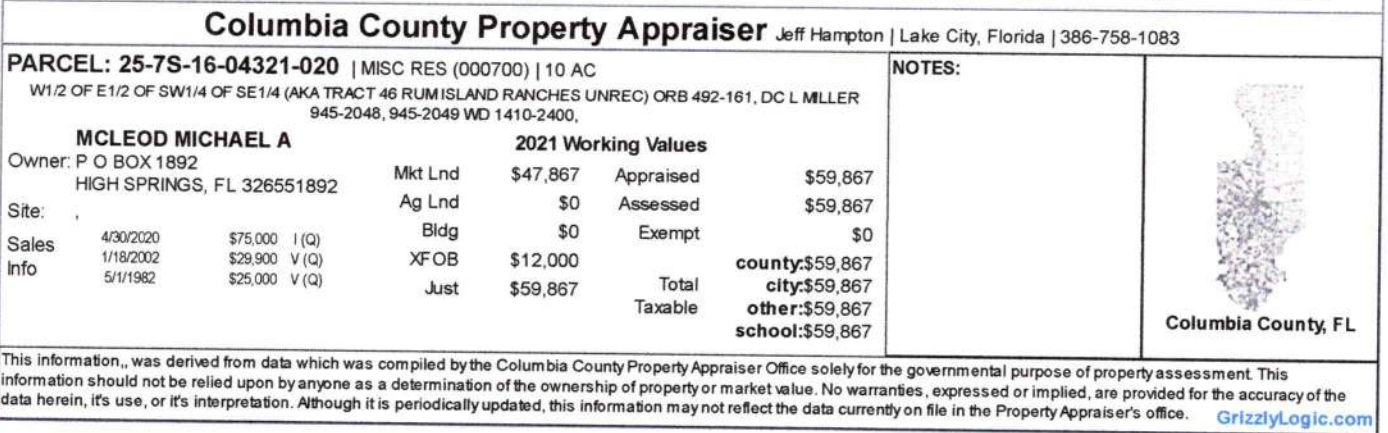 Columbia County Property Appraiser Jeff Hampton | Lake City, Florida | 386-758-1083
PARCEL: 25-7S-16-04321-020 | MISC RES (000700) | 10 AC
W1/2 OF E1/2 OF SW1/4 OF SE1/4 (AKA TRACT 46 RUM ISLAND RANCHES UNREC) ORB 492-161, DC L MILLER
945-2048, 945-2049 WD 1410-2400,
MCLEOD MICHAEL A
Owner: P O BOX 1892
HIGH SPRINGS, FL 326551892
Site: ,
Sales Info
4/30/2020 $75,000 I (Q)
1/18/2002 $29,900 V (Q)
5/1/1982 $25,000 V (Q)
2021 Working Values
Mkt Lnd $47,867 Appraised $59,867
Ag Lnd $0 Assessed $59,867
Bldg $0 Exempt $0
XFOB $12,000 county:$59,867
Just $59,867 Total city:$59,867
Taxable other:$59,867
school:$59,867
NOTES:
Columbia County, FL
This information,, was derived from data which was compiled by the Columbia County Property Appraiser Office solely for the governmental purpose of property assessment. This
information should not be relied upon by anyone as a determination of the ownership of property or market value. No warranties, expressed or implied, are provided for the accuracy of the
data herein, it's use, or it's interpretation. Although it is periodically updated, this information may not reflect the data currently on file in the Property Appraiser's office. GrizzlyLogic.com